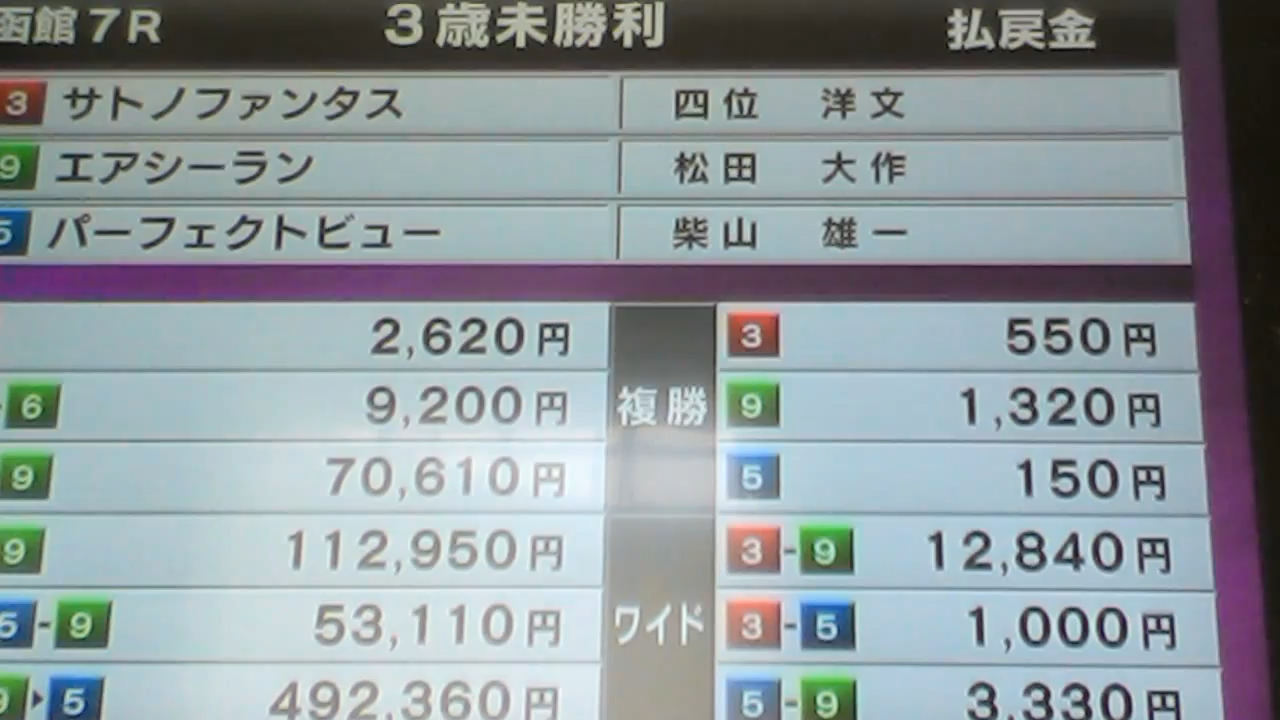 函館7R 3歳未勝利 払戻金
3 サトノファンタス 四位 洋文
9 エアシーラン 松田 大作
5 パーフェクトビュー 柴山 雄一
2,620円 複勝 3 550円
-6 9,200円 9 1,320円
9 70,610円 5 150円
9 112,950円 ワイド 3-9 12,840円
5-9 53,110円 3-5 1,000円
9▶5 492,360円 5-9 3,330円